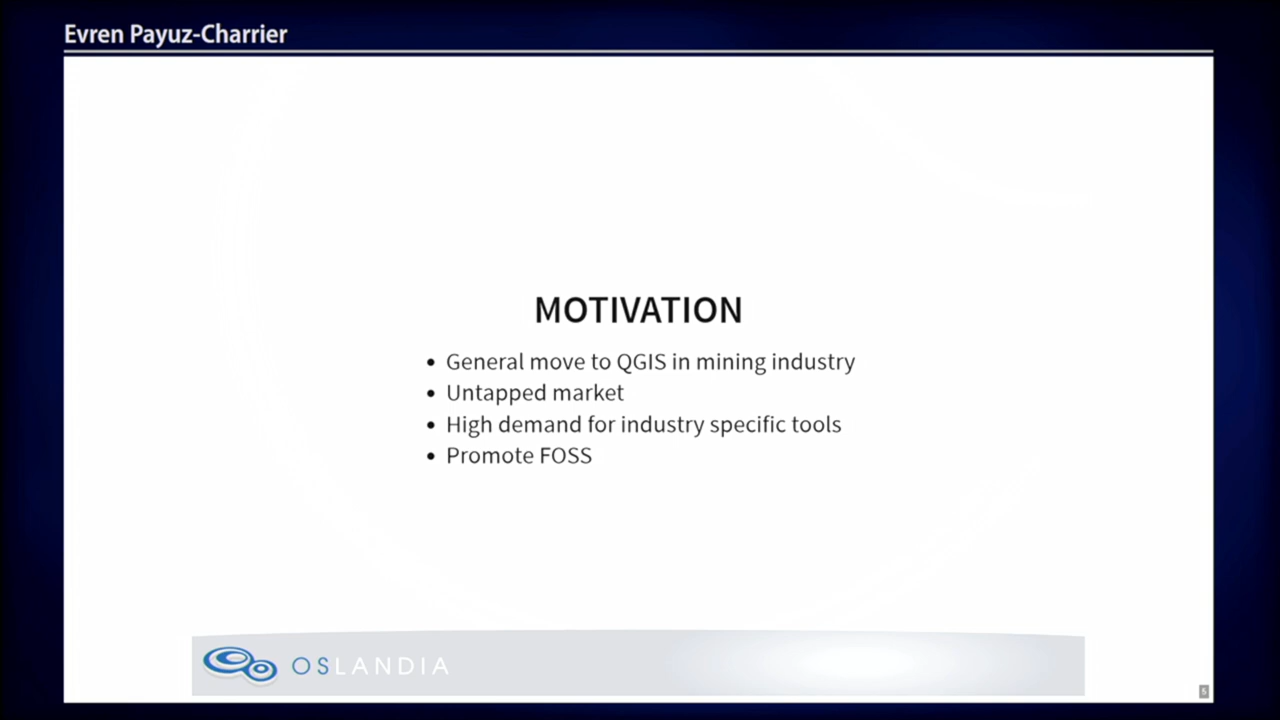 Evren Payuz-Charrier
MOTIVATION
• General move to QGIS in mining industry
• Untapped market
• High demand for industry specific tools
• Promote FOSS
OSLANDIA
5